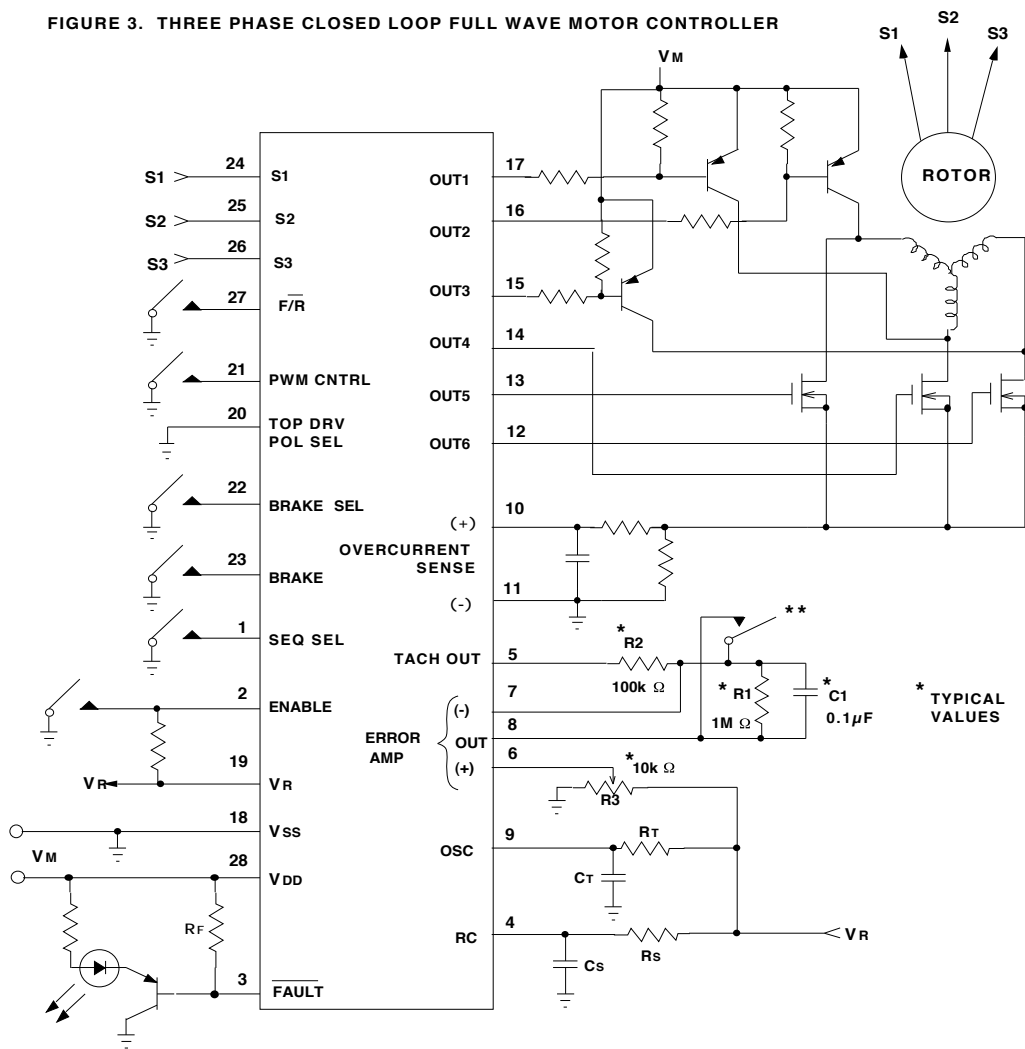 FIGURE 3. THREE PHASE CLOSED LOOP FULL WAVE MOTOR CONTROLLER
S1
S2
S3
ROTOR
VM
S1
24
S1
S2
25
S2
S3
26
S3
27
F/R̅
21
PWM CNTRL
20
TOP DRV
POL SEL
22
BRAKE SEL
23
BRAKE
1
SEQ SEL
2
ENABLE
VR
19
VR
18
VSS
VM
28
VDD
RF
3
F̅A̅U̅L̅T̅
OUT1
17
OUT2
16
OUT3
15
OUT4
14
OUT5
13
OUT6
12
(+)
10
OVERCURRENT
SENSE
(-)
11
TACH OUT
5
*R2
100k Ω
**
*R1
1M Ω
*C1
0.1µF
* TYPICAL
VALUES
ERROR
AMP
(-)
7
OUT
8
(+)
6
*10k Ω
R3
OSC
9
RT
CT
RC
4
RS
CS
VR